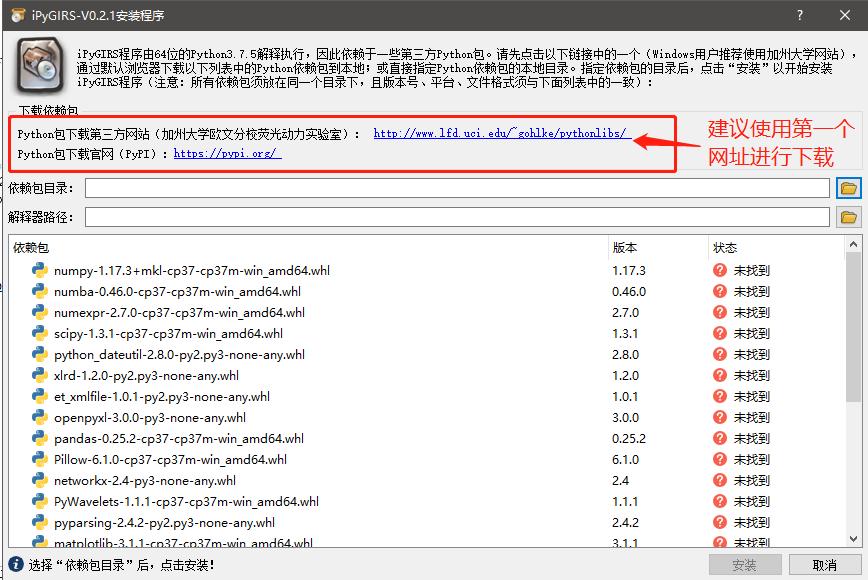 iPyGIRS-V0.2.1安装程序
iPyGIRS程序由64位的Python3.7.5解释执行，因此依赖于一些第三方Python包。请先点击以下链接中的一个（Windows用户推荐使用加州大学网站），
通过默认浏览器下载以下列表中的Python依赖包到本地；或直接指定Python依赖包的本地目录。指定依赖包的目录后，点击“安装”以开始安装
iPyGIRS程序（注意：所有依赖包须放在同一个目录下，且版本号、平台、文件格式须与下面列表中的一致）：
下载依赖包
Python包下载第三方网站（加州大学欧文分校荧光动力实验室）： http://www.lfd.uci.edu/~gohlke/pythonlibs/
Python包下载官网（PyPI）：https://pypi.org/
建议使用第一个
网址进行下载
依赖包目录：
解释器路径：
依赖包 版本 状态
numpy-1.17.3+mkl-cp37-cp37m-win_amd64.whl 1.17.3 未找到
numba-0.46.0-cp37-cp37m-win_amd64.whl 0.46.0 未找到
numexpr-2.7.0-cp37-cp37m-win_amd64.whl 2.7.0 未找到
scipy-1.3.1-cp37-cp37m-win_amd64.whl 1.3.1 未找到
python_dateutil-2.8.0-py2.py3-none-any.whl 2.8.0 未找到
xlrd-1.2.0-py2.py3-none-any.whl 1.2.0 未找到
et_xmlfile-1.0.1-py2.py3-none-any.whl 1.0.1 未找到
openpyxl-3.0.0-py3-none-any.whl 3.0.0 未找到
pandas-0.25.2-cp37-cp37m-win_amd64.whl 0.25.2 未找到
Pillow-6.1.0-cp37-cp37m-win_amd64.whl 6.1.0 未找到
networkx-2.4-py3-none-any.whl 2.4 未找到
PyWavelets-1.1.1-cp37-cp37m-win_amd64.whl 1.1.1 未找到
pyparsing-2.4.2-py2.py3-none-any.whl 2.4.2 未找到
matplotlib-3.1.1-cp37-cp37m-win_amd64.whl 3.1.1 未找到
选择“依赖包目录”后，点击安装！
安装 取消